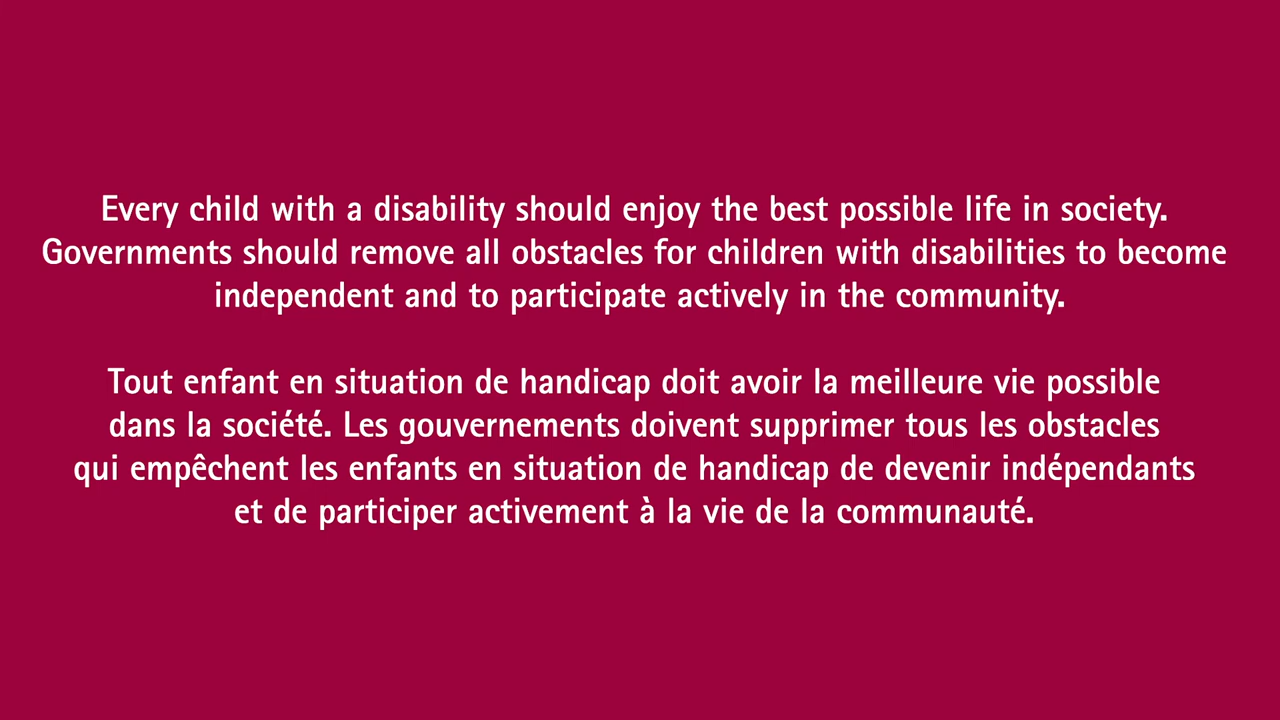 Every child with a disability should enjoy the best possible life in society.
Governments should remove all obstacles for children with disabilities to become
independent and to participate actively in the community.
Tout enfant en situation de handicap doit avoir la meilleure vie possible
dans la société. Les gouvernements doivent supprimer tous les obstacles
qui empêchent les enfants en situation de handicap de devenir indépendants
et de participer activement à la vie de la communauté.